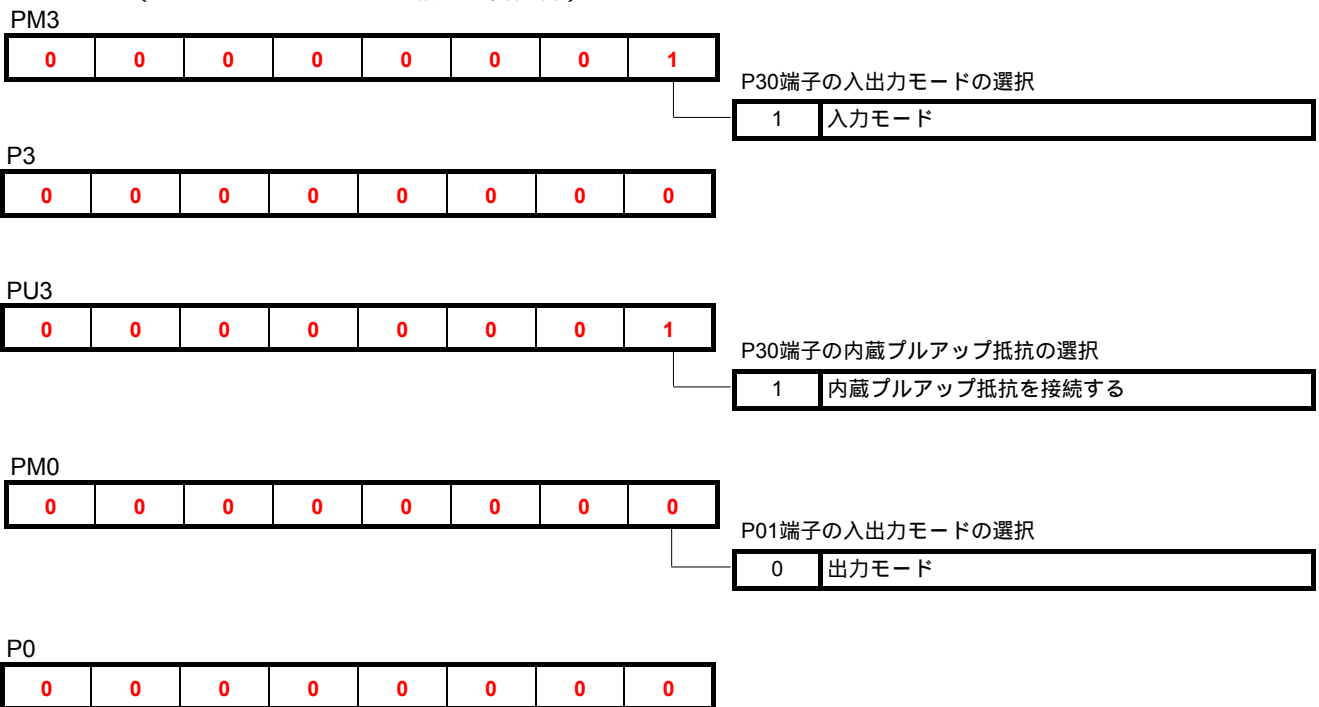 PM3
0 0 0 0 0 0 0 1
P30端子の入出力モードの選択
1 入力モード
P3
0 0 0 0 0 0 0 0
PU3
0 0 0 0 0 0 0 1
P30端子の内蔵プルアップ抵抗の選択
1 内蔵プルアップ抵抗を接続する
PM0
0 0 0 0 0 0 0 0
P01端子の入出力モードの選択
0 出力モード
P0
0 0 0 0 0 0 0 0